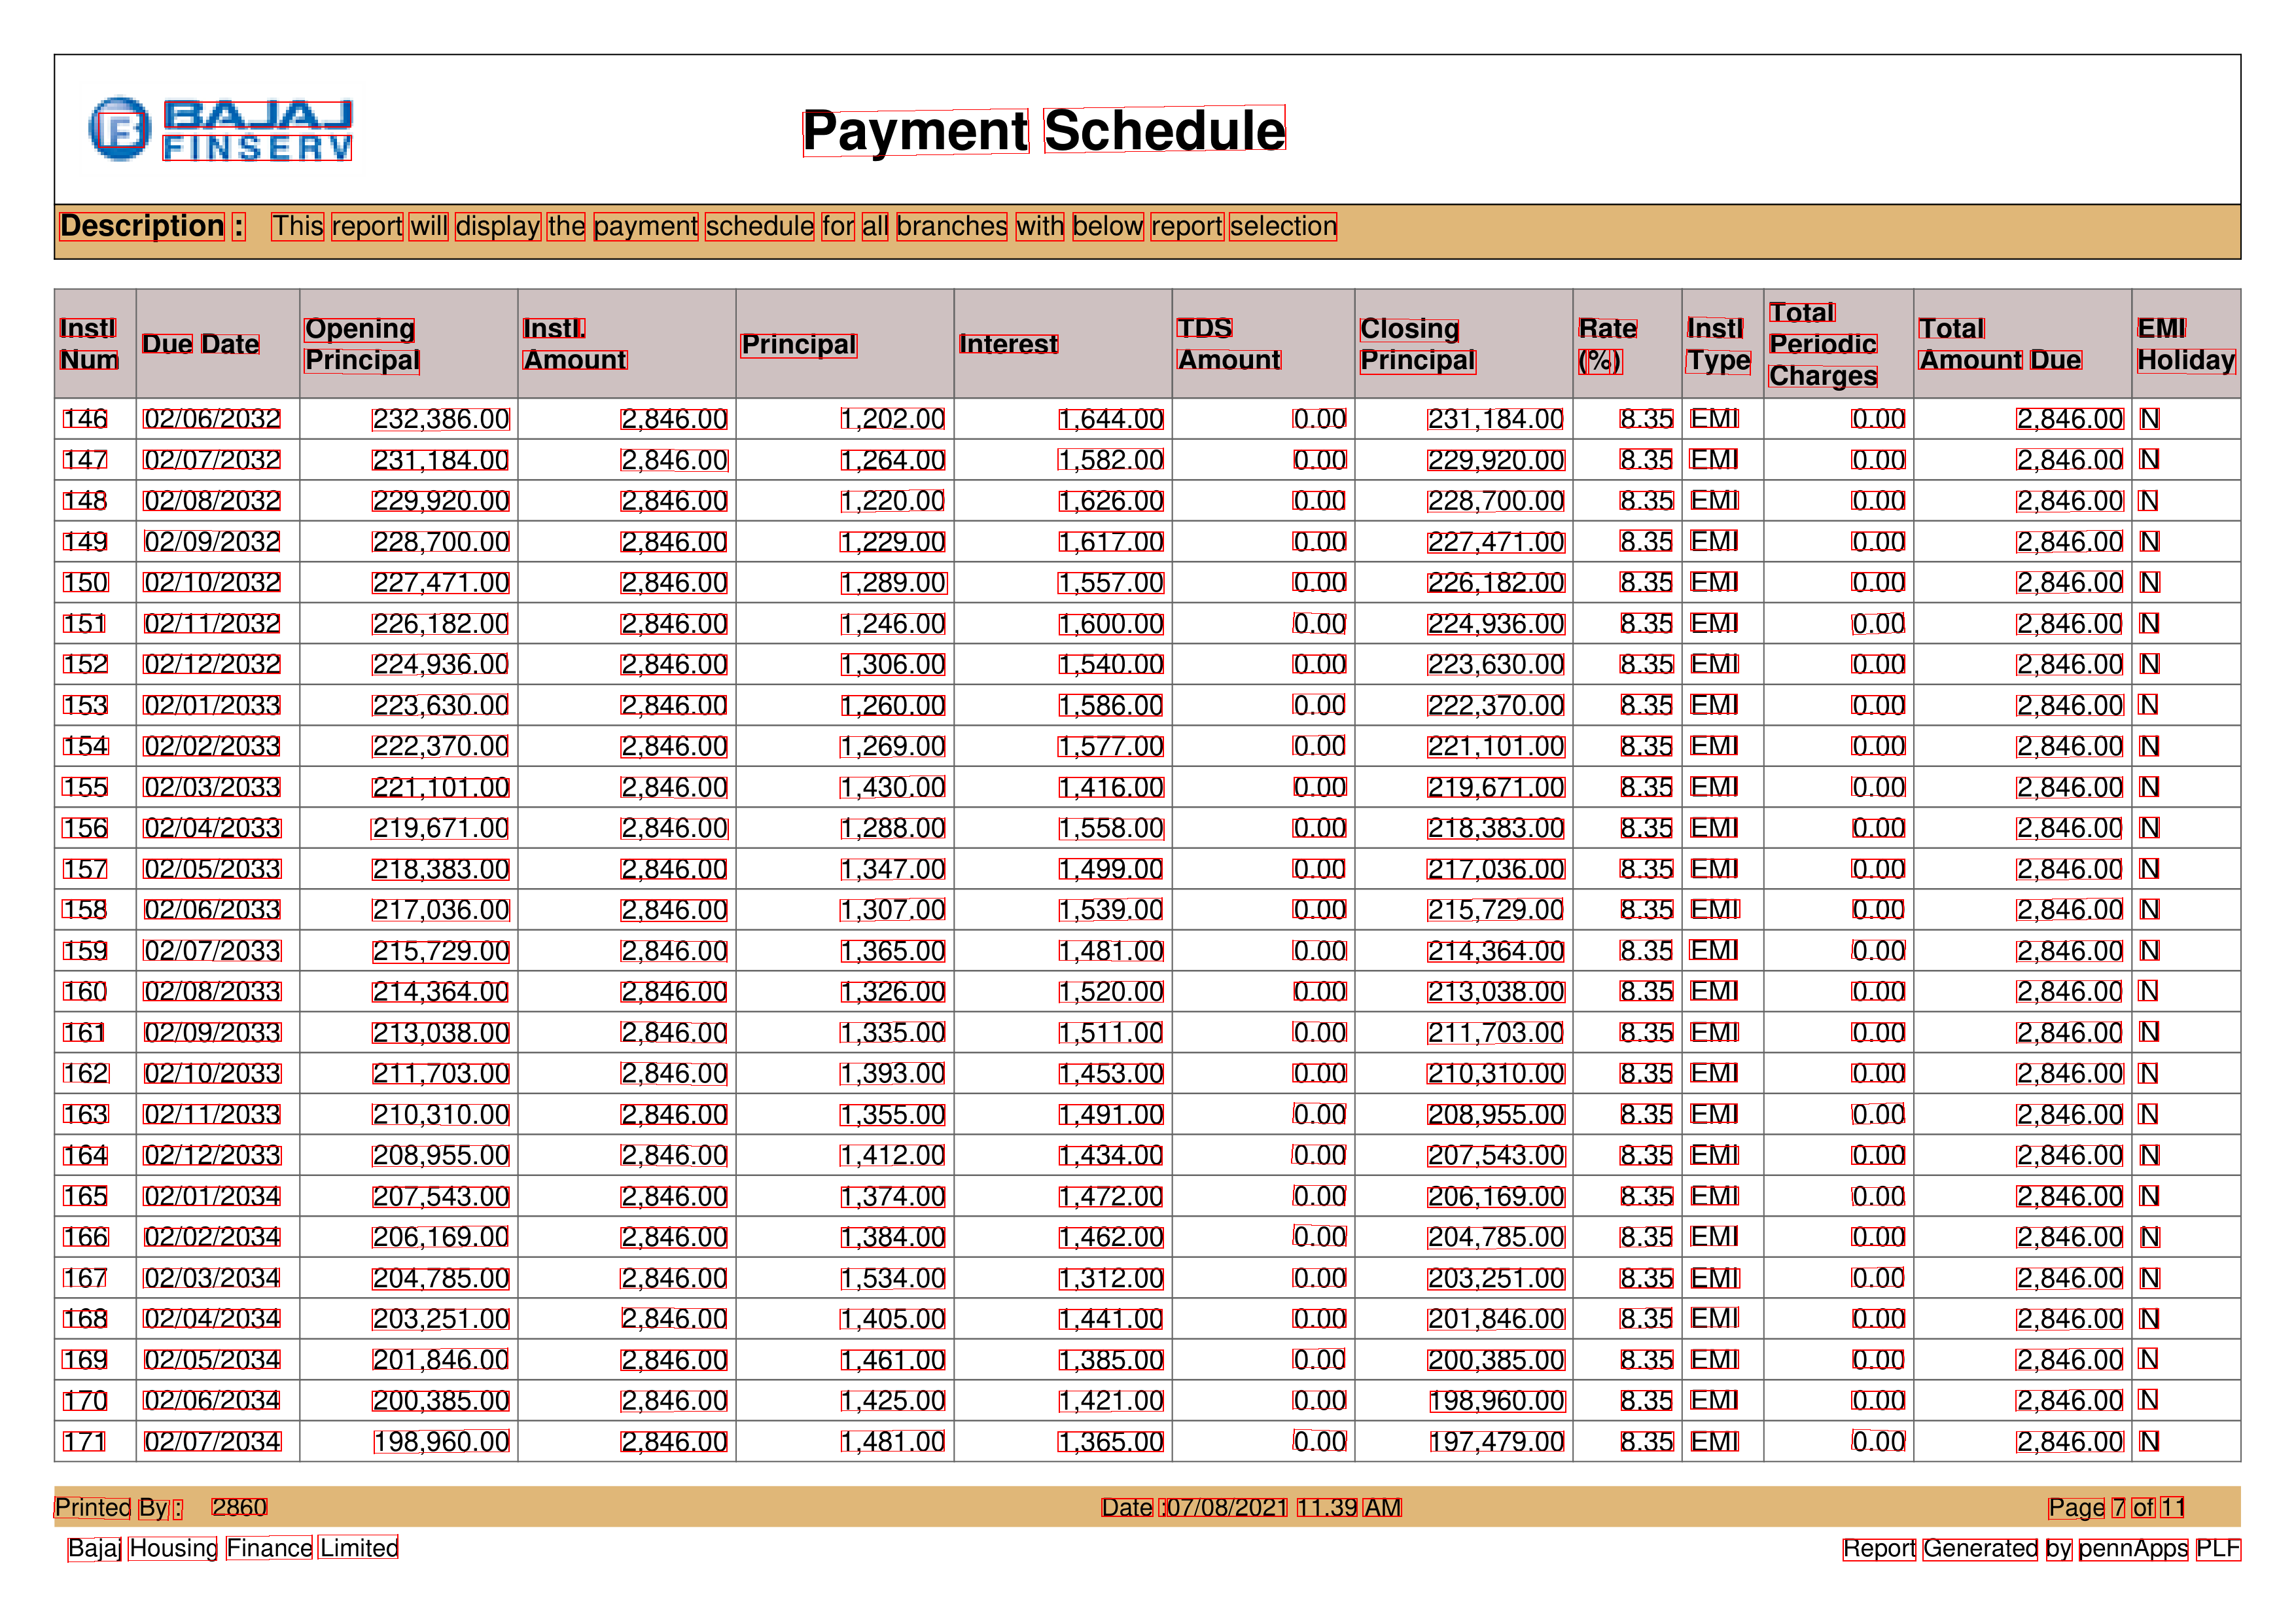 BAJAJ
FINSERV
Payment Schedule
Description : This report will display the payment schedule for all branches with below report selection
Instl Num Due Date Opening Principal Instl. Amount Principal Interest TDS Amount Closing Principal Rate (%) Instl Type Total Periodic Charges Total Amount Due EMI Holiday
146 02/06/2032 232,386.00 2,846.00 1,202.00 1,644.00 0.00 231,184.00 8.35 EMI 0.00 2,846.00 N
147 02/07/2032 231,184.00 2,846.00 1,264.00 1,582.00 0.00 229,920.00 8.35 EMI 0.00 2,846.00 N
148 02/08/2032 229,920.00 2,846.00 1,220.00 1,626.00 0.00 228,700.00 8.35 EMI 0.00 2,846.00 N
149 02/09/2032 228,700.00 2,846.00 1,229.00 1,617.00 0.00 227,471.00 8.35 EMI 0.00 2,846.00 N
150 02/10/2032 227,471.00 2,846.00 1,289.00 1,557.00 0.00 226,182.00 8.35 EMI 0.00 2,846.00 N
151 02/11/2032 226,182.00 2,846.00 1,246.00 1,600.00 0.00 224,936.00 8.35 EMI 0.00 2,846.00 N
152 02/12/2032 224,936.00 2,846.00 1,306.00 1,540.00 0.00 223,630.00 8.35 EMI 0.00 2,846.00 N
153 02/01/2033 223,630.00 2,846.00 1,260.00 1,586.00 0.00 222,370.00 8.35 EMI 0.00 2,846.00 N
154 02/02/2033 222,370.00 2,846.00 1,269.00 1,577.00 0.00 221,101.00 8.35 EMI 0.00 2,846.00 N
155 02/03/2033 221,101.00 2,846.00 1,430.00 1,416.00 0.00 219,671.00 8.35 EMI 0.00 2,846.00 N
156 02/04/2033 219,671.00 2,846.00 1,288.00 1,558.00 0.00 218,383.00 8.35 EMI 0.00 2,846.00 N
157 02/05/2033 218,383.00 2,846.00 1,347.00 1,499.00 0.00 217,036.00 8.35 EMI 0.00 2,846.00 N
158 02/06/2033 217,036.00 2,846.00 1,307.00 1,539.00 0.00 215,729.00 8.35 EMI 0.00 2,846.00 N
159 02/07/2033 215,729.00 2,846.00 1,365.00 1,481.00 0.00 214,364.00 8.35 EMI 0.00 2,846.00 N
160 02/08/2033 214,364.00 2,846.00 1,326.00 1,520.00 0.00 213,038.00 8.35 EMI 0.00 2,846.00 N
161 02/09/2033 213,038.00 2,846.00 1,335.00 1,511.00 0.00 211,703.00 8.35 EMI 0.00 2,846.00 N
162 02/10/2033 211,703.00 2,846.00 1,393.00 1,453.00 0.00 210,310.00 8.35 EMI 0.00 2,846.00 N
163 02/11/2033 210,310.00 2,846.00 1,355.00 1,491.00 0.00 208,955.00 8.35 EMI 0.00 2,846.00 N
164 02/12/2033 208,955.00 2,846.00 1,412.00 1,434.00 0.00 207,543.00 8.35 EMI 0.00 2,846.00 N
165 02/01/2034 207,543.00 2,846.00 1,374.00 1,472.00 0.00 206,169.00 8.35 EMI 0.00 2,846.00 N
166 02/02/2034 206,169.00 2,846.00 1,384.00 1,462.00 0.00 204,785.00 8.35 EMI 0.00 2,846.00 N
167 02/03/2034 204,785.00 2,846.00 1,534.00 1,312.00 0.00 203,251.00 8.35 EMI 0.00 2,846.00 N
168 02/04/2034 203,251.00 2,846.00 1,405.00 1,441.00 0.00 201,846.00 8.35 EMI 0.00 2,846.00 N
169 02/05/2034 201,846.00 2,846.00 1,461.00 1,385.00 0.00 200,385.00 8.35 EMI 0.00 2,846.00 N
170 02/06/2034 200,385.00 2,846.00 1,425.00 1,421.00 0.00 198,960.00 8.35 EMI 0.00 2,846.00 N
171 02/07/2034 198,960.00 2,846.00 1,481.00 1,365.00 0.00 197,479.00 8.35 EMI 0.00 2,846.00 N
Printed By : 2860 Date :07/08/2021 11.39 AM Page 7 of 11
Bajaj Housing Finance Limited Report Generated by pennApps PLF